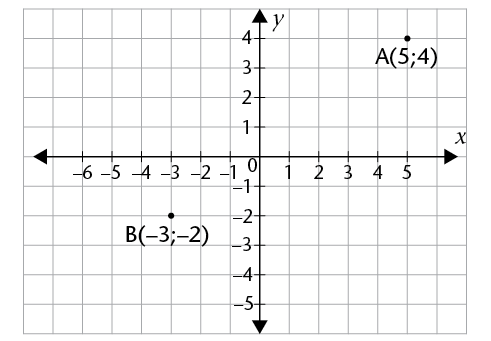 y
4
A(5;4)
3
2
1
x
0
–6 –5 –4 –3 –2 –1 1 2 3 4 5
–1
–2
B(–3;–2)
–3
–4
–5